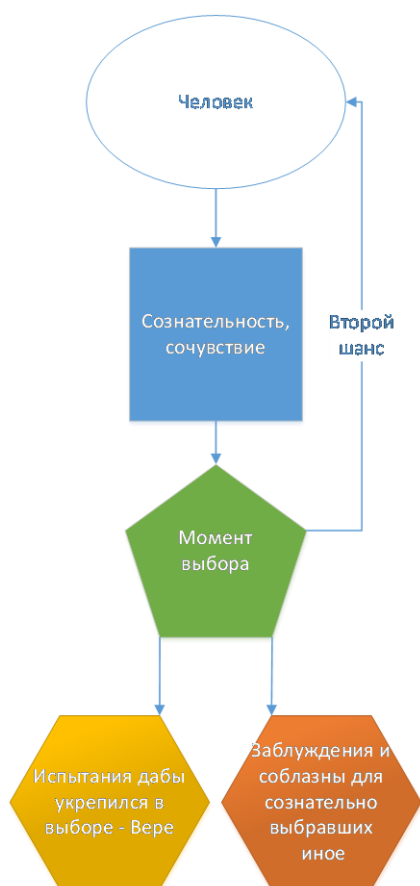 Человек
Сознательность,
сочувствие
Второй
шанс
Момент
выбора
Испытания дабы
укрепился в
выборе - Вере
Заблуждения и
соблазны для
сознательно
выбравших
иное